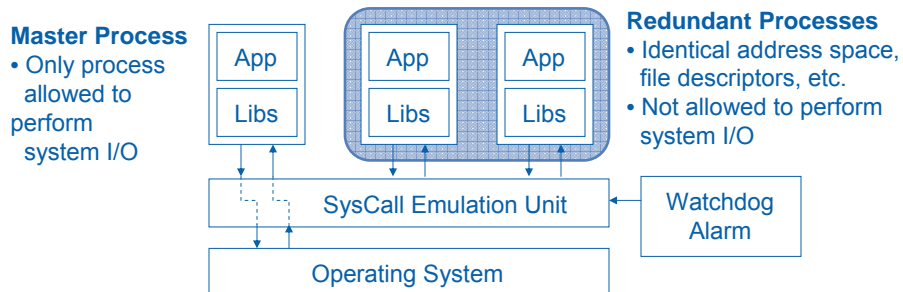 Master Process
• Only process
allowed to
perform
system I/O
App
Libs
App
Libs
App
Libs
Redundant Processes
• Identical address space,
file descriptors, etc.
• Not allowed to perform
system I/O
SysCall Emulation Unit
Watchdog
Alarm
Operating System